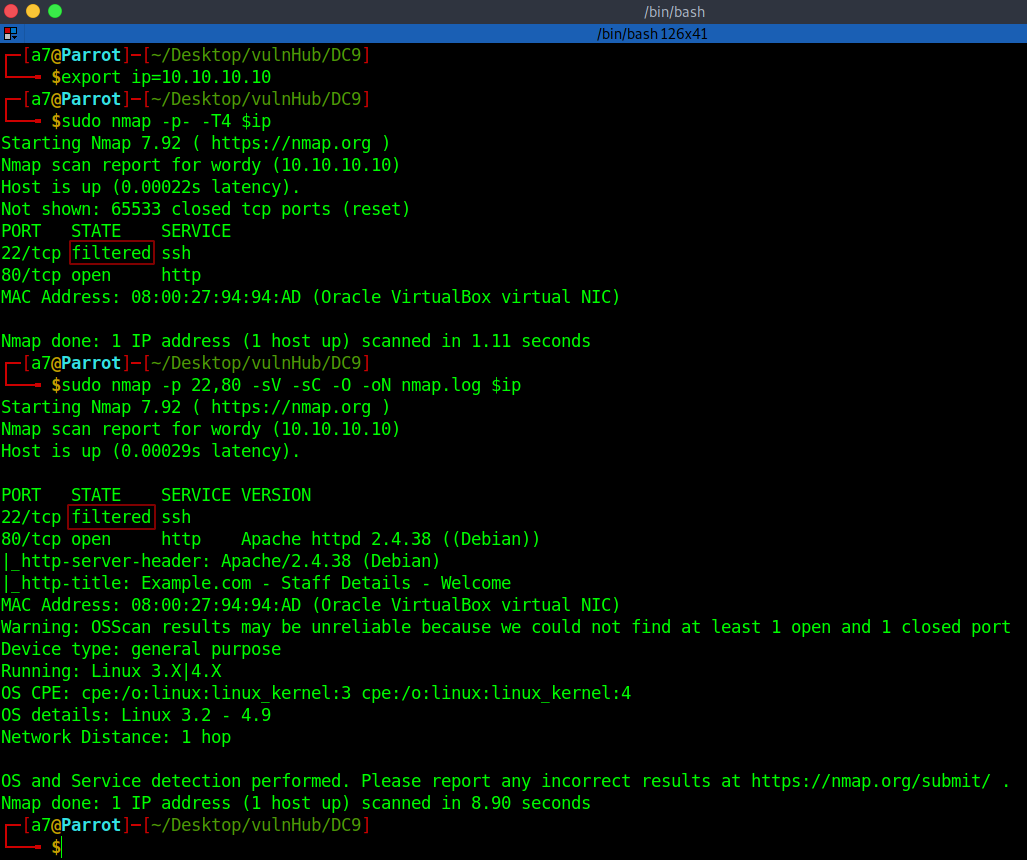 /bin/bash
/bin/bash 126x41
┌─[a7@Parrot]─[~/Desktop/vulnHub/DC9]
└──╼ $export ip=10.10.10.10
┌─[a7@Parrot]─[~/Desktop/vulnHub/DC9]
└──╼ $sudo nmap -p- -T4 $ip
Starting Nmap 7.92 ( https://nmap.org )
Nmap scan report for wordy (10.10.10.10)
Host is up (0.00022s latency).
Not shown: 65533 closed tcp ports (reset)
PORT   STATE    SERVICE
22/tcp filtered ssh
80/tcp open     http
MAC Address: 08:00:27:94:94:AD (Oracle VirtualBox virtual NIC)

Nmap done: 1 IP address (1 host up) scanned in 1.11 seconds
┌─[a7@Parrot]─[~/Desktop/vulnHub/DC9]
└──╼ $sudo nmap -p 22,80 -sV -sC -O -oN nmap.log $ip
Starting Nmap 7.92 ( https://nmap.org )
Nmap scan report for wordy (10.10.10.10)
Host is up (0.00029s latency).

PORT   STATE    SERVICE VERSION
22/tcp filtered ssh
80/tcp open     http    Apache httpd 2.4.38 ((Debian))
|_http-server-header: Apache/2.4.38 (Debian)
|_http-title: Example.com - Staff Details - Welcome
MAC Address: 08:00:27:94:94:AD (Oracle VirtualBox virtual NIC)
Warning: OSScan results may be unreliable because we could not find at least 1 open and 1 closed port
Device type: general purpose
Running: Linux 3.X|4.X
OS CPE: cpe:/o:linux:linux_kernel:3 cpe:/o:linux:linux_kernel:4
OS details: Linux 3.2 - 4.9
Network Distance: 1 hop

OS and Service detection performed. Please report any incorrect results at https://nmap.org/submit/ .
Nmap done: 1 IP address (1 host up) scanned in 8.90 seconds
┌─[a7@Parrot]─[~/Desktop/vulnHub/DC9]
└──╼ $